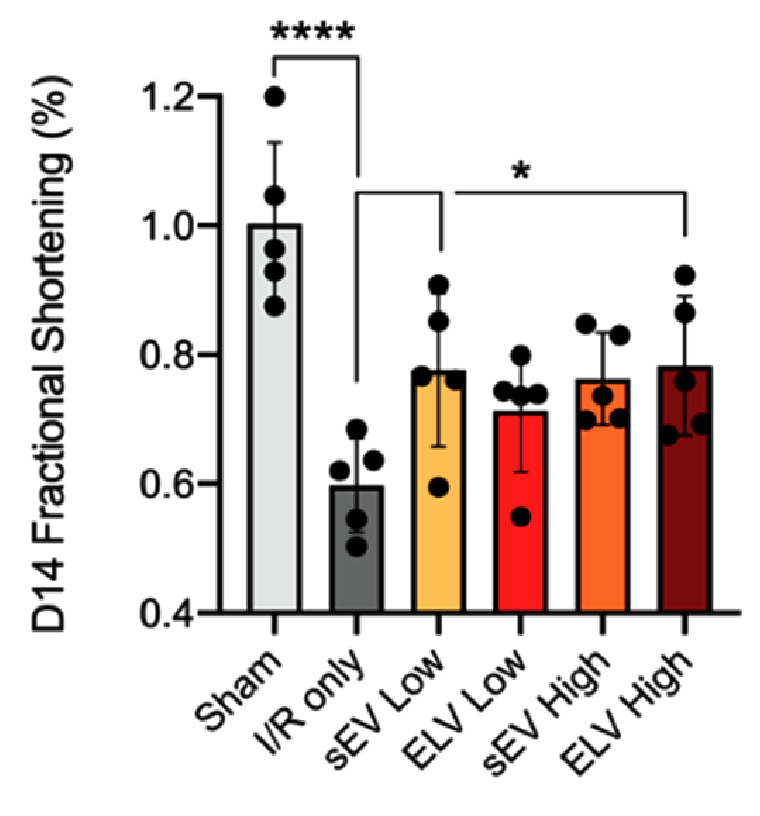 ****
*
D14 Fractional Shortening (%)
1.2
1.0
0.8
0.6
0.4
Sham
I/R only
sEV Low
ELV Low
sEV High
ELV High